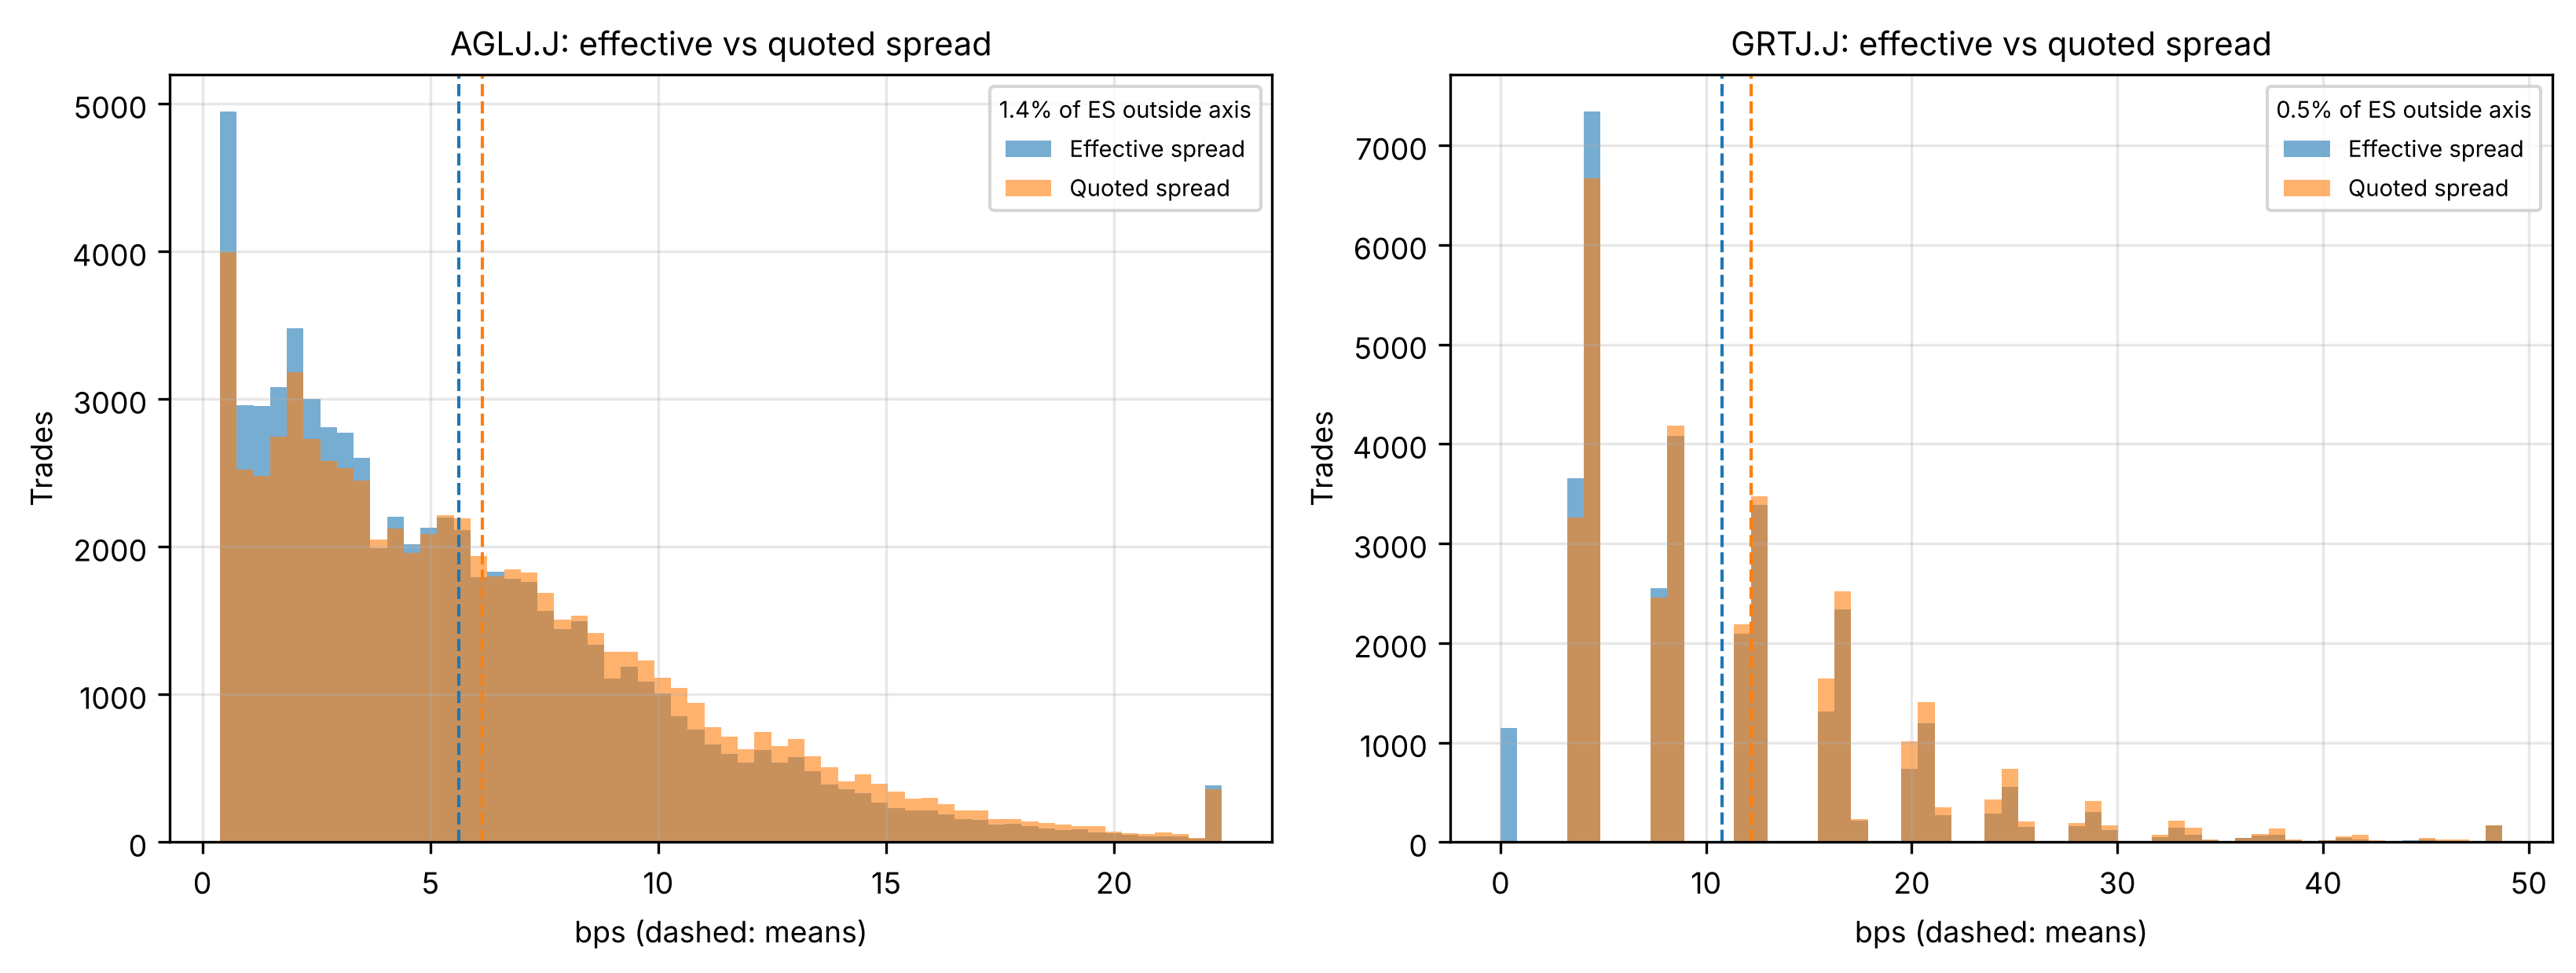 AGLJ.J: effective vs quoted spread
1.4% of ES outside axis
Effective spread
Quoted spread
5000
4000
3000
2000
1000
0
Trades
0 5 10 15 20
bps (dashed: means)
GRTJ.J: effective vs quoted spread
0.5% of ES outside axis
Effective spread
Quoted spread
7000
6000
5000
4000
3000
2000
1000
0
Trades
0 10 20 30 40 50
bps (dashed: means)